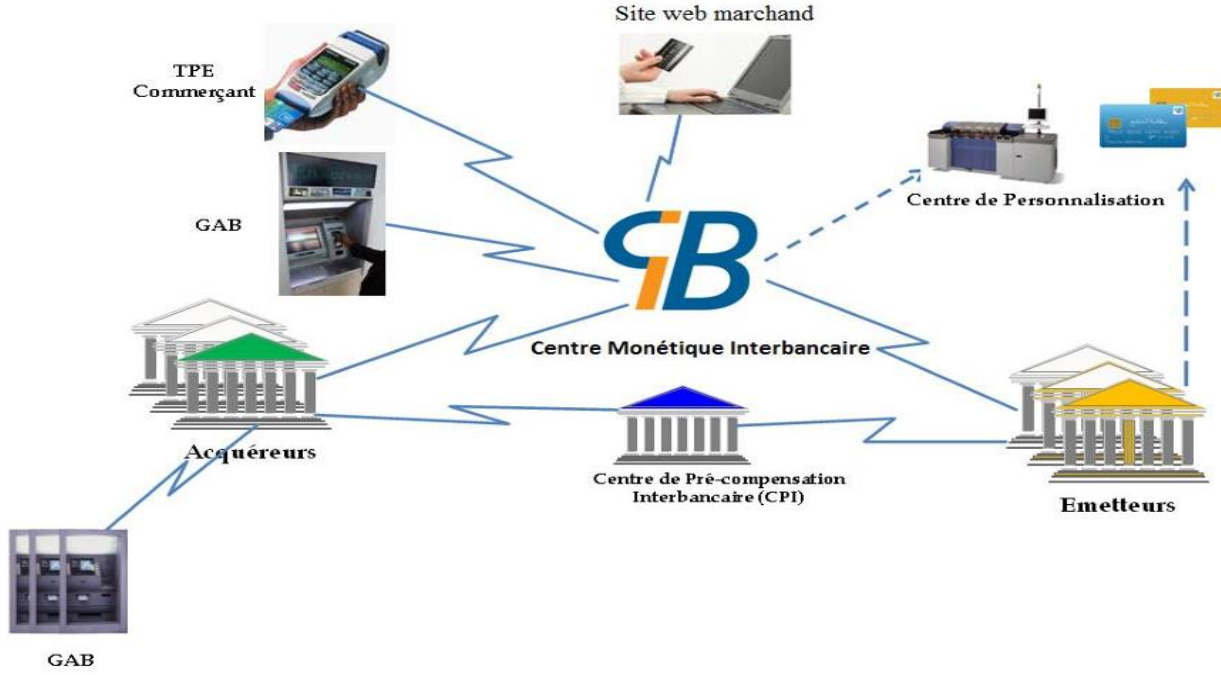 Site web marchand
TPE
Commerçant
GAB
Centre de Personnalisation
CIB
Centre Monétique Interbancaire
Acquéreurs
Centre de Pré-compensation
Interbancaire (CPI)
Emetteurs
GAB